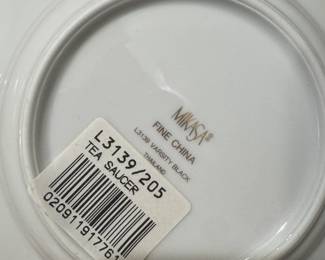 MIKASA®
FINE CHINA
L3139 VARSITY BLACK
THAILAND
L3139/205
TEA SAUCER
020911917761